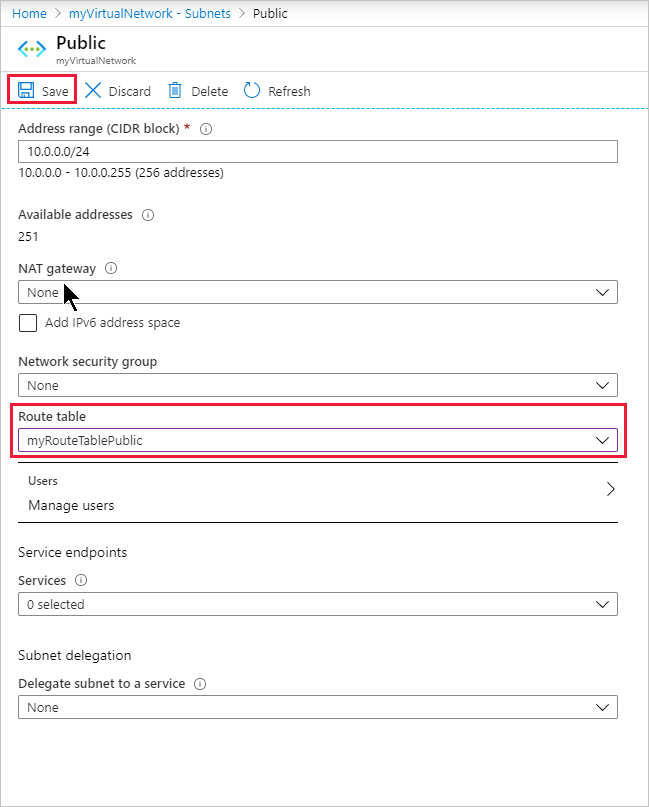 Home > myVirtualNetwork - Subnets > Public
Public
myVirtualNetwork
Save Discard Delete Refresh
Address range (CIDR block) *
10.0.0.0/24
10.0.0.0 - 10.0.0.255 (256 addresses)
Available addresses
251
NAT gateway
None
Add IPv6 address space
Network security group
None
Route table
myRouteTablePublic
Users
Manage users
Service endpoints
Services
0 selected
Subnet delegation
Delegate subnet to a service
None